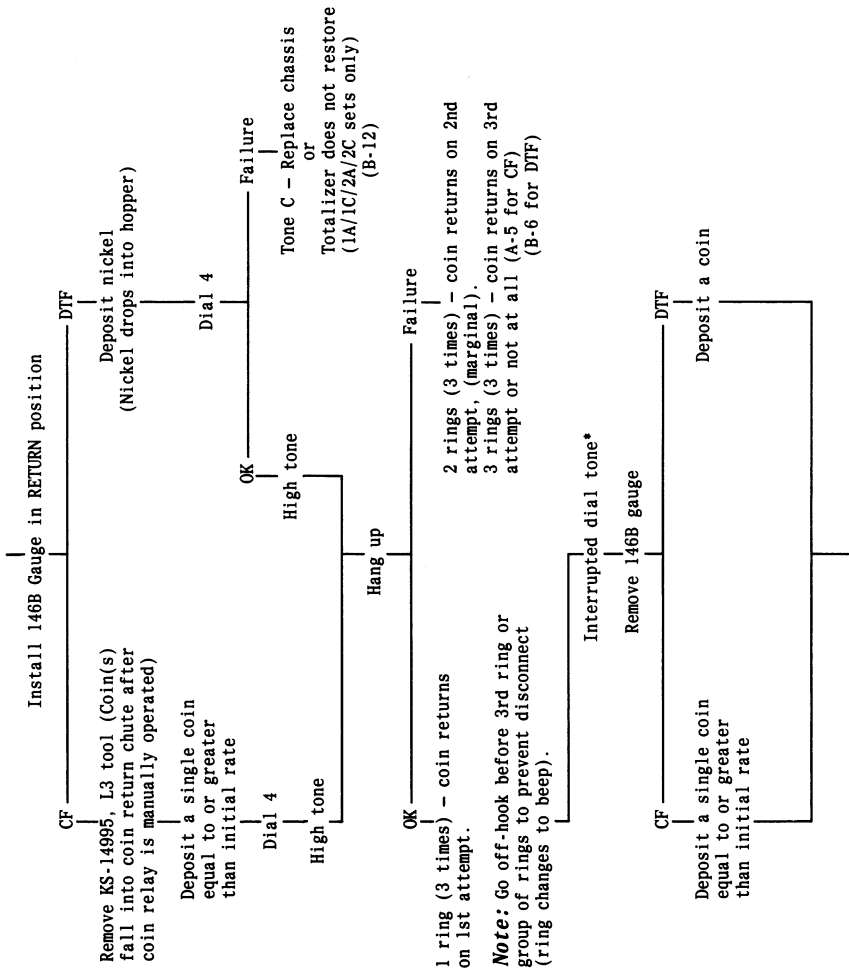 Install 146B Gauge in RETURN position
CF
DTF
Remove KS-14995, L3 tool (Coin(s)
fall into coin return chute after
coin relay is manually operated)
Deposit a single coin
equal to or greater
than initial rate
Dial 4
High tone
Deposit nickel
(Nickel drops into hopper)
Dial 4
OK
Failure
High tone
Tone C – Replace chassis
or
Totalizer does not restore
(1A/1C/2A/2C sets only)
(B-12)
Hang up
OK
Failure
1 ring (3 times) – coin returns
on 1st attempt.
2 rings (3 times) – coin returns on 2nd
attempt, (marginal).
3 rings (3 times) – coin returns on 3rd
attempt or not at all (A-5 for CF)
(B-6 for DTF)
Note: Go off-hook before 3rd ring or
group of rings to prevent disconnect
(ring changes to beep).
Interrupted dial tone*
Remove 146B gauge
CF
DTF
Deposit a single coin
equal to or greater
than initial rate
Deposit a coin